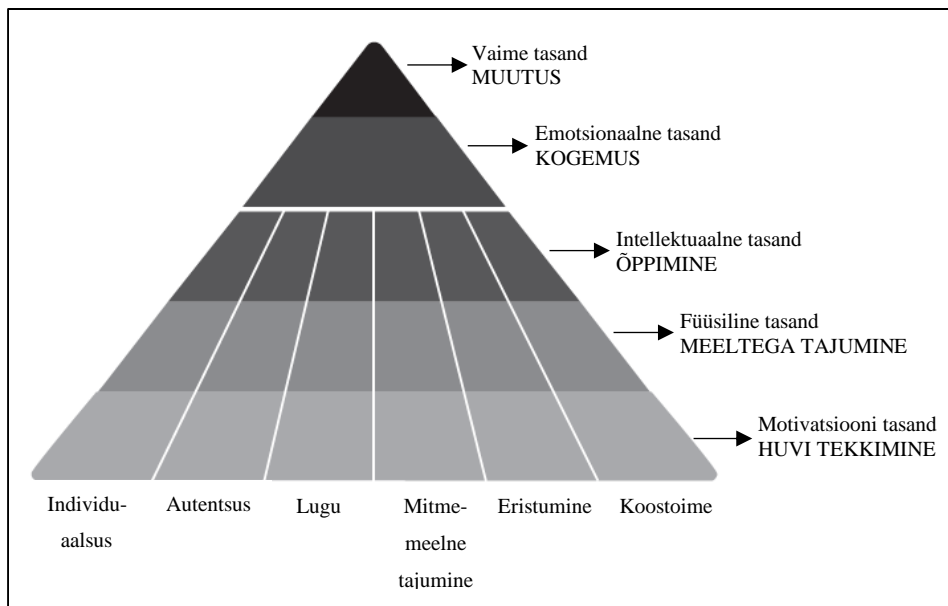 Vaime tasand
MUUTUS
Emotsionaalne tasand
KOGEMUS
Intellektuaalne tasand
ÕPPIMINE
Füüsiline tasand
MEELTEGA TAJUMINE
Motivatsiooni tasand
HUVI TEKKIMINE
Individu-
aalsus
Autentsus
Lugu
Mitme-
meelne
tajumine
Eristumine
Koostoime